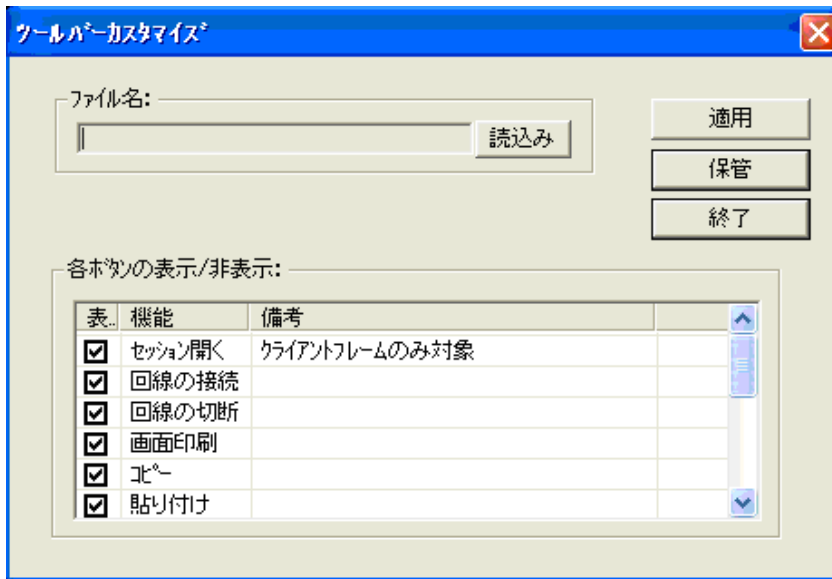 ﾂｰﾙﾊﾞｰｶｽﾀﾏｲｽﾞ
ﾌｧｲﾙ名:
読込み
適用
保管
終了
各ﾎﾞﾀﾝの表示/非表示:
表.. 機能 備考
ｾｯｼｮﾝ開く ｸﾗｲｱﾝﾄﾌﾚｰﾑのみ対象
回線の接続
回線の切断
画面印刷
ｺﾋﾟｰ
貼り付け